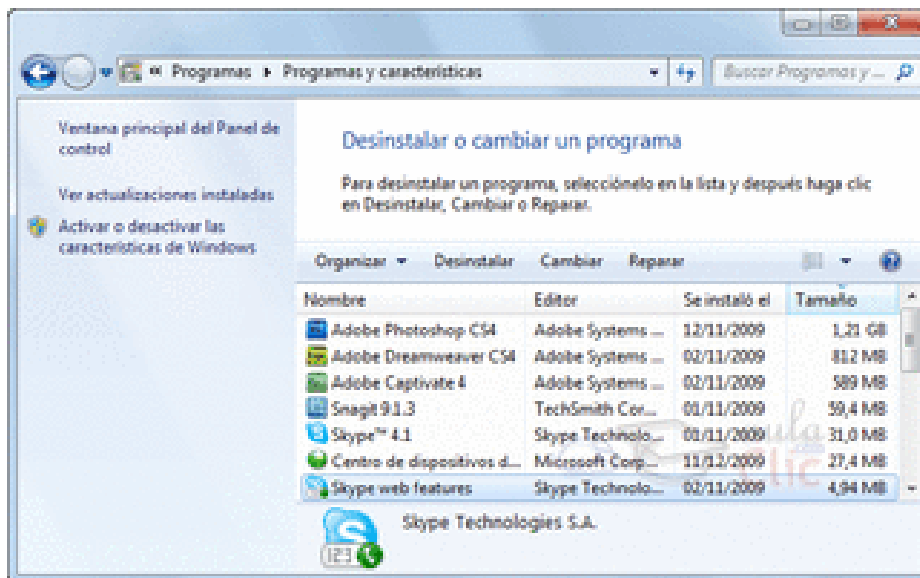 « Programas ▸ Programas y características
Buscar Programas y ...
Ventana principal del Panel de
control
Ver actualizaciones instaladas
Activar o desactivar las
características de Windows
Desinstalar o cambiar un programa
Para desinstalar un programa, selecciónelo en la lista y después haga clic
en Desinstalar, Cambiar o Reparar.
Organizar Desinstalar Cambiar Reparar
Nombre Editor Se instaló el Tamaño
Adobe Photoshop CS4 Adobe Systems ... 12/11/2009 1,21 GB
Adobe Dreamweaver CS4 Adobe Systems ... 02/11/2009 812 MB
Adobe Captivate 4 Adobe Systems ... 02/11/2009 589 MB
Snagit 9.1.3 TechSmith Cor... 01/11/2009 59,4 MB
Skype™ 4.1 Skype Technolo... 01/11/2009 31,0 MB
Centro de dispositivos d... Microsoft Corp... 11/12/2009 27,4 MB
Skype web features Skype Technolo... 02/11/2009 4,94 MB
Skype Technologies S.A.
123